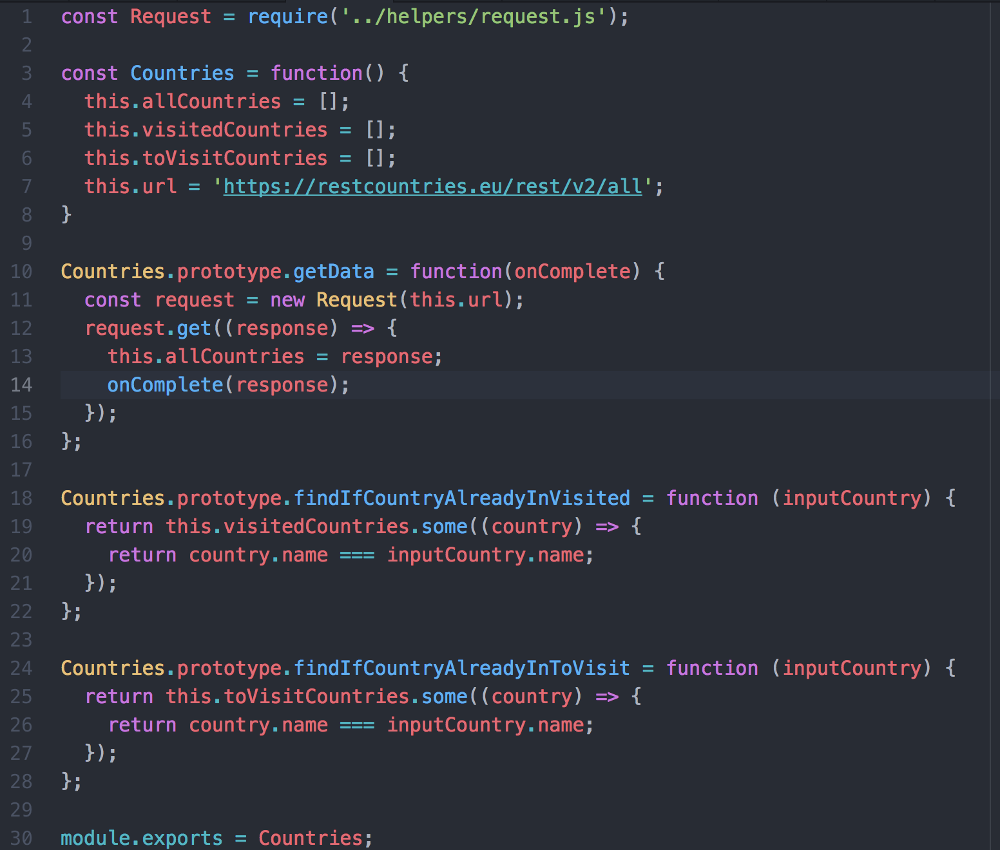 1 const Request = require('../helpers/request.js');
2
3 const Countries = function() {
4   this.allCountries = [];
5   this.visitedCountries = [];
6   this.toVisitCountries = [];
7   this.url = 'https://restcountries.eu/rest/v2/all';
8 }
9
10 Countries.prototype.getData = function(onComplete) {
11   const request = new Request(this.url);
12   request.get((response) => {
13     this.allCountries = response;
14     onComplete(response);
15   });
16 };
17
18 Countries.prototype.findIfCountryAlreadyInVisited = function (inputCountry) {
19   return this.visitedCountries.some((country) => {
20     return country.name === inputCountry.name;
21   });
22 };
23
24 Countries.prototype.findIfCountryAlreadyInToVisit = function (inputCountry) {
25   return this.toVisitCountries.some((country) => {
26     return country.name === inputCountry.name;
27   });
28 };
29
30 module.exports = Countries;